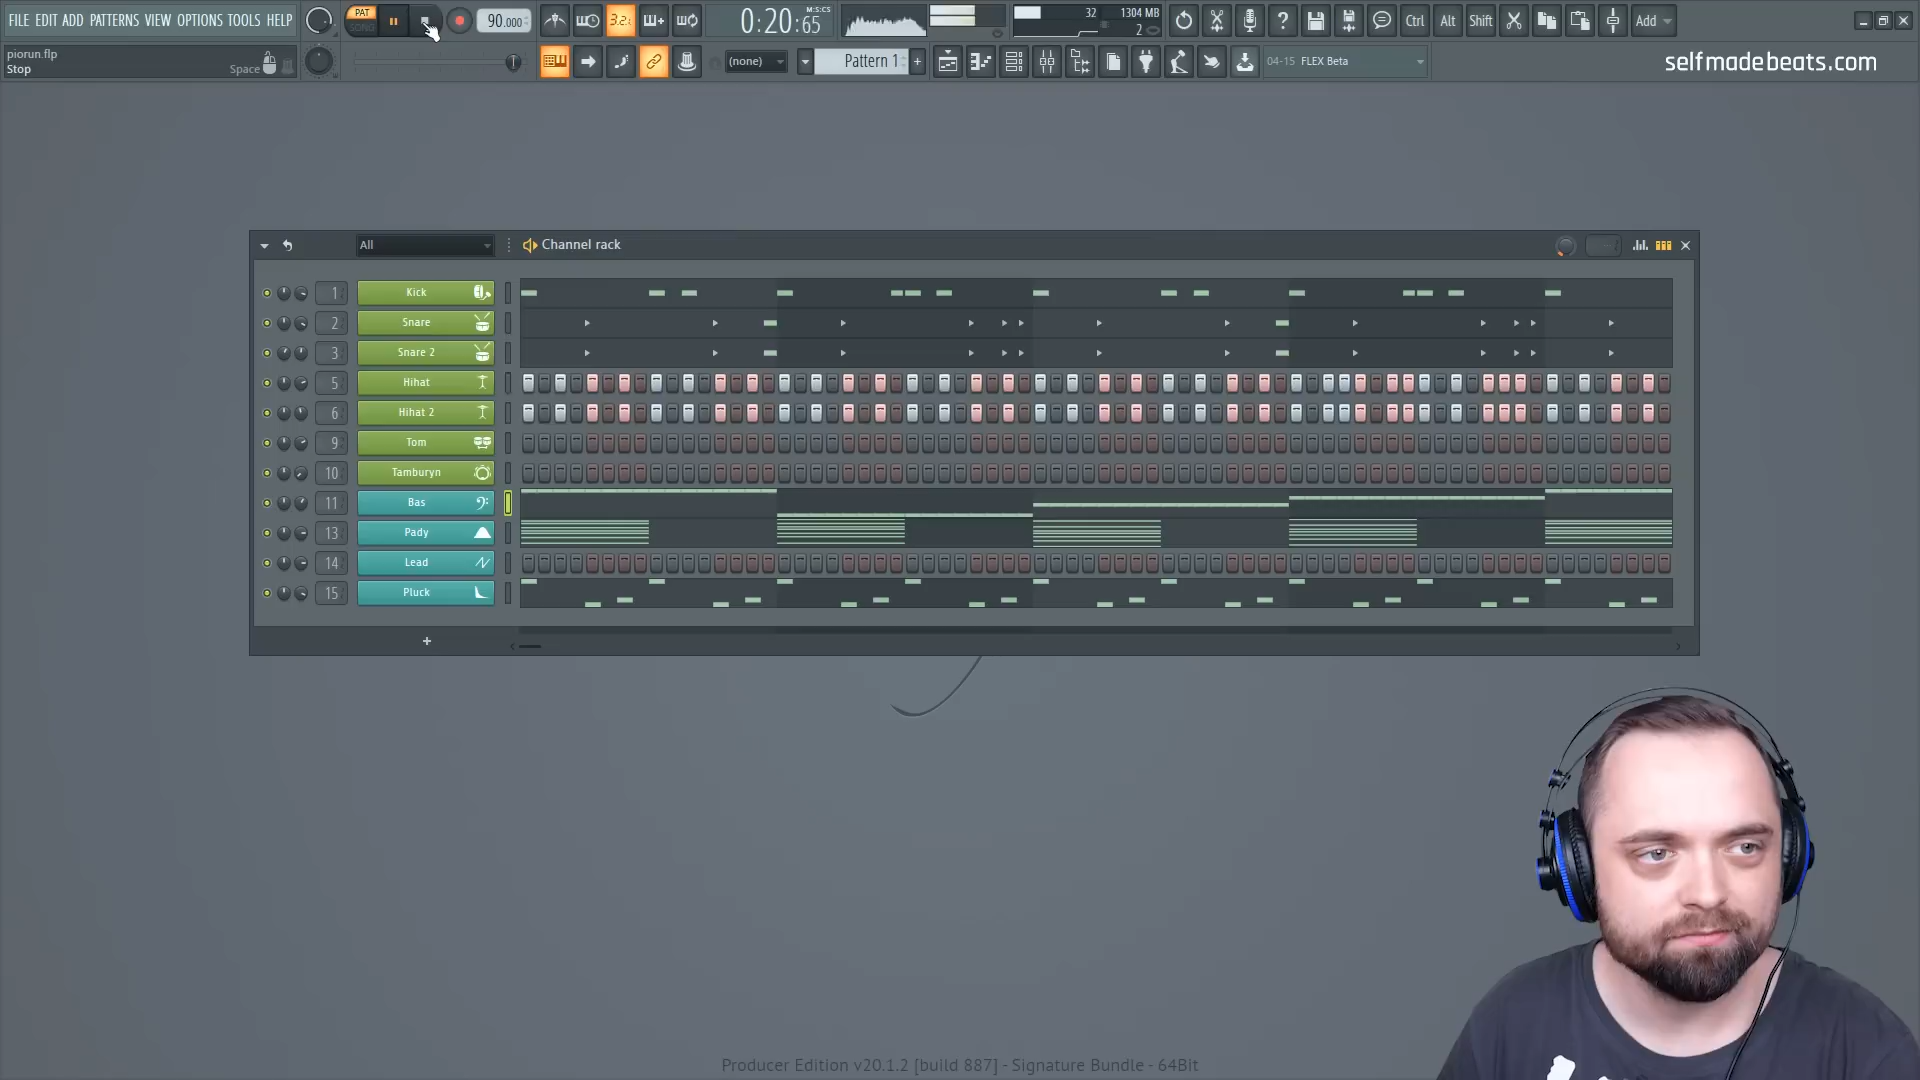 FILE EDIT ADD PATTERNS VIEW OPTIONS TOOLS HELP
PAT
SONG
90.000
3.2.1
0:20:65
M:S:CS
32
1304 MB
2
?
Ctrl
Alt
Shift
Add
piorun.flp
Stop
Space
(none)
Pattern 1
+
04-15 FLEX Beta
selfmadebeats.com
All
Channel rack
1 Kick
2 Snare
3 Snare 2
5 Hihat
6 Hihat 2
9 Tom
10 Tamburyn
11 Bas
13 Pady
14 Lead
15 Pluck
+
Producer Edition v20.1.2 [build 887] - Signature Bundle - 64Bit